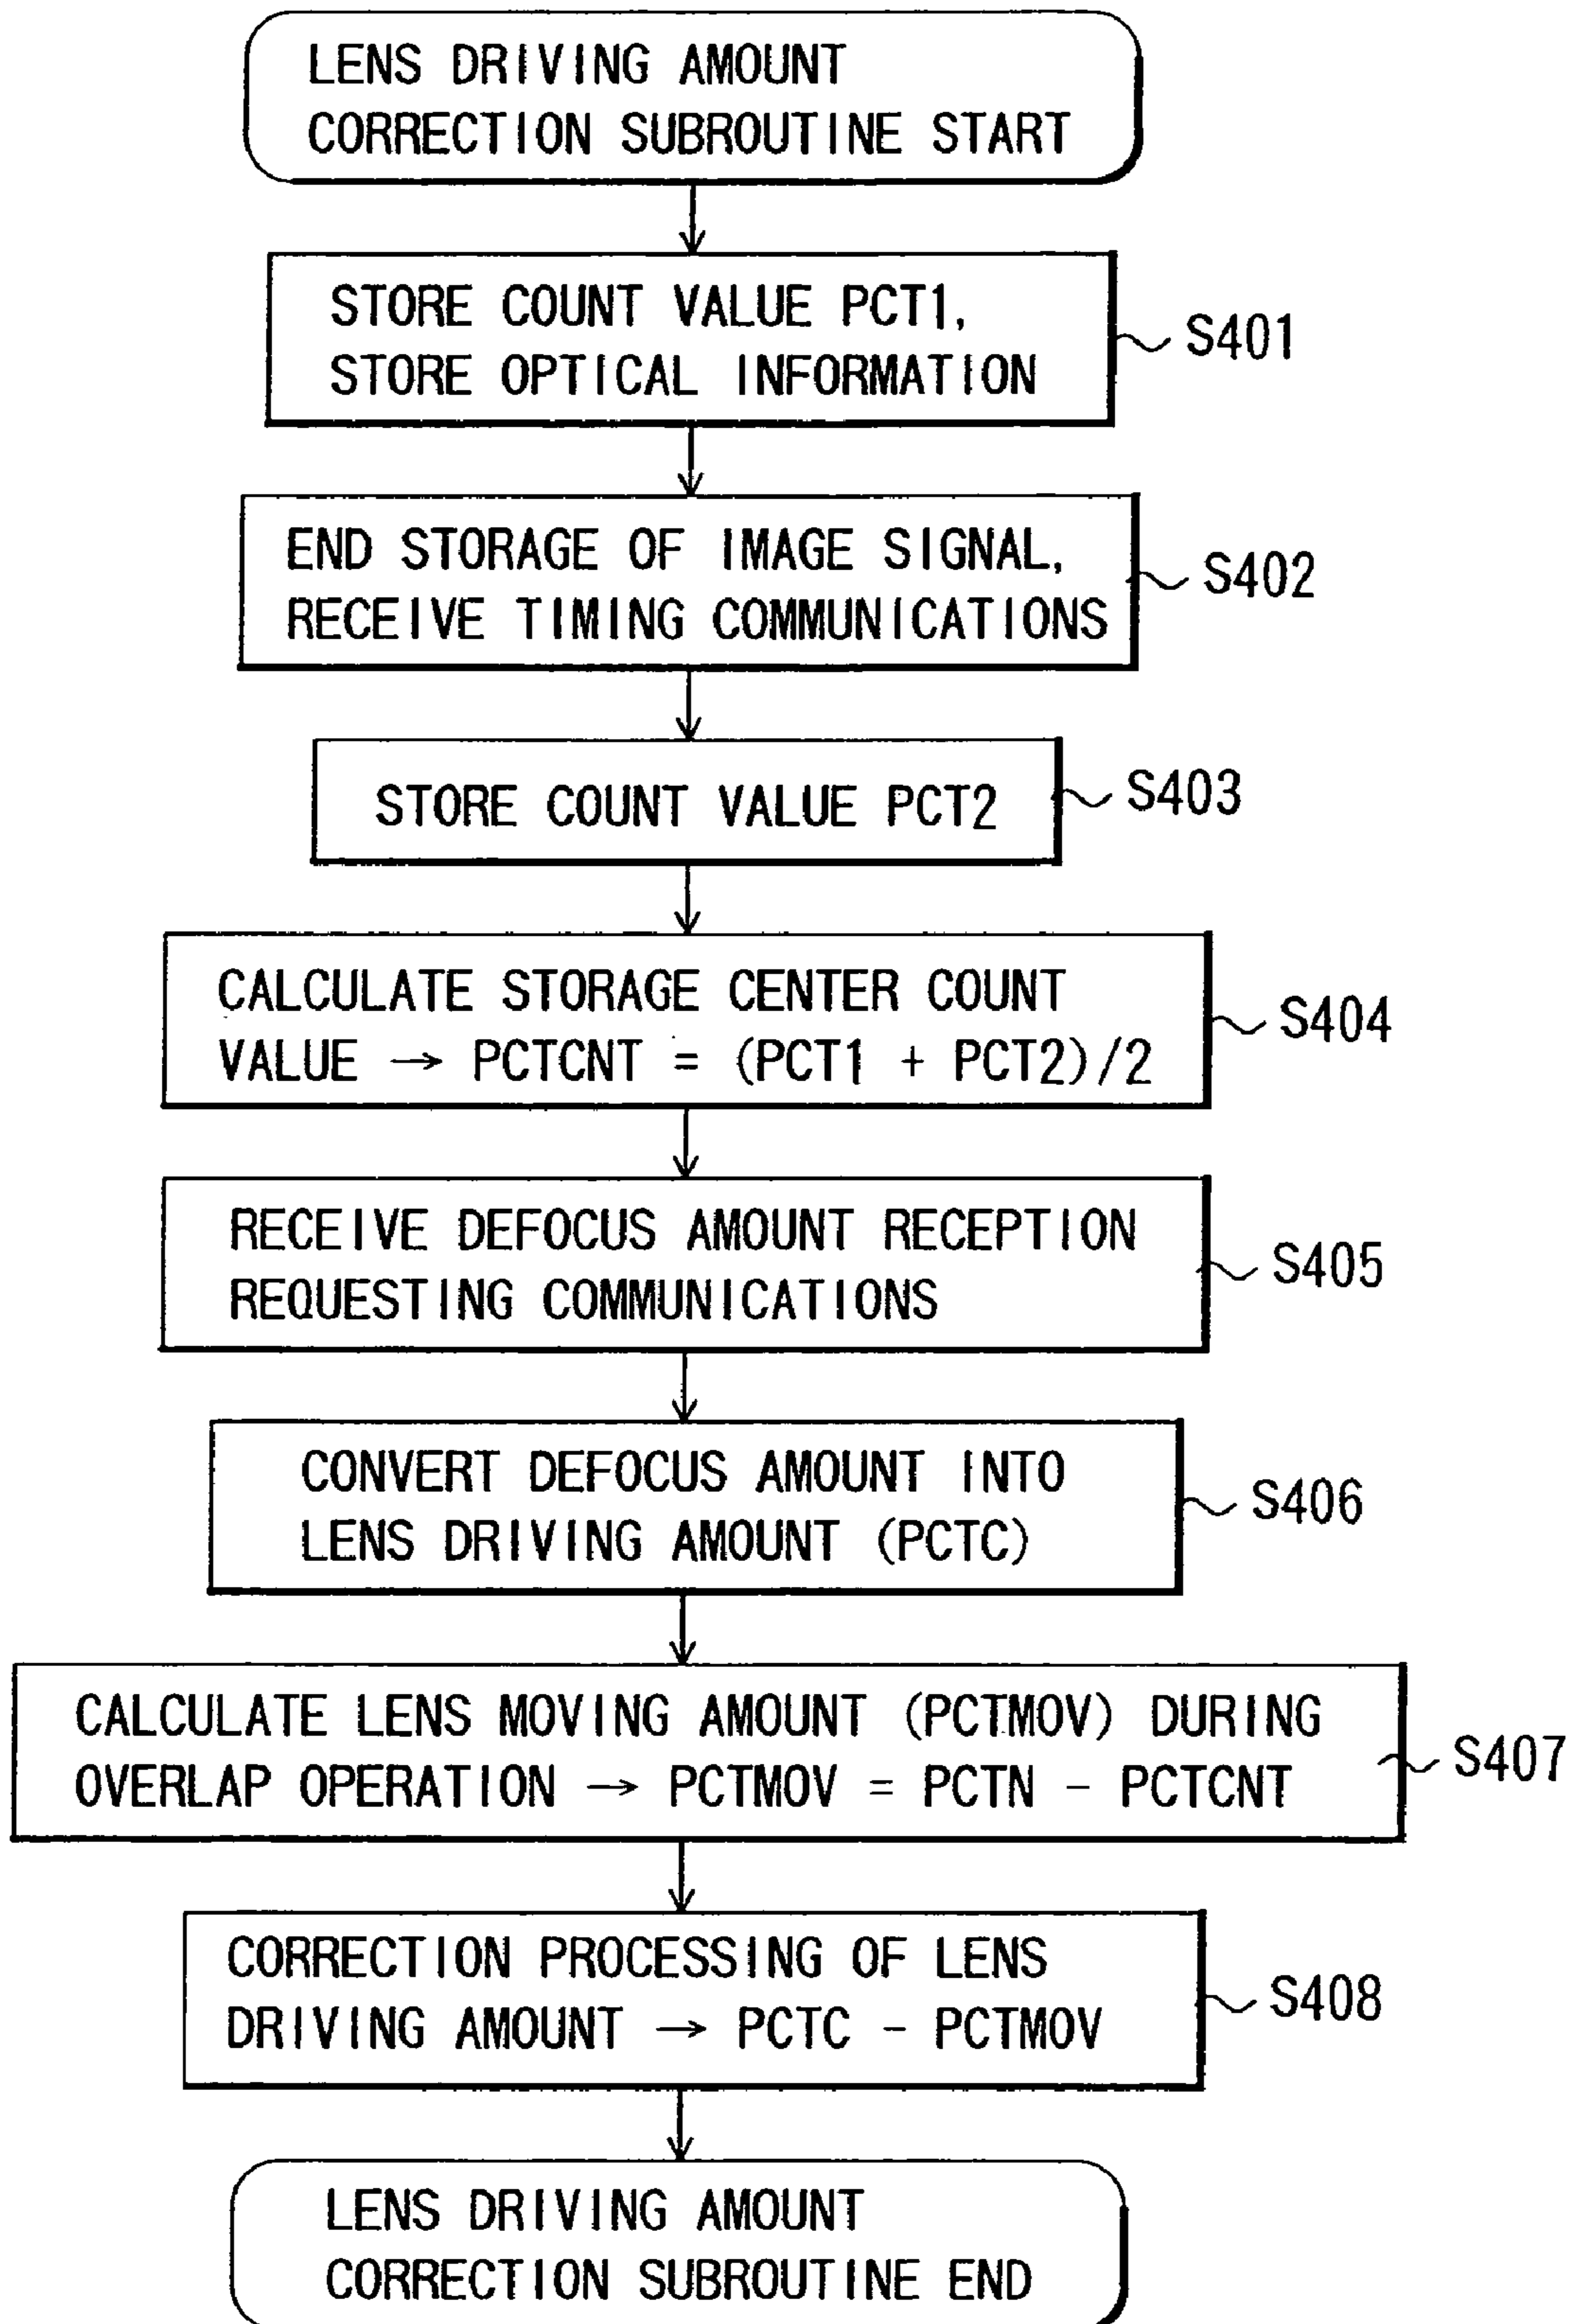 LENS DRIVING AMOUNT
CORRECTION SUBROUTINE START
STORE COUNT VALUE PCT1,
STORE OPTICAL INFORMATION
S401
END STORAGE OF IMAGE SIGNAL,
RECEIVE TIMING COMMUNICATIONS
S402
STORE COUNT VALUE PCT2
S403
CALCULATE STORAGE CENTER COUNT
VALUE → PCTCNT = (PCT1 + PCT2)/2
S404
RECEIVE DEFOCUS AMOUNT RECEPTION
REQUESTING COMMUNICATIONS
S405
CONVERT DEFOCUS AMOUNT INTO
LENS DRIVING AMOUNT (PCTC)
S406
CALCULATE LENS MOVING AMOUNT (PCTMOV) DURING
OVERLAP OPERATION → PCTMOV = PCTN - PCTCNT
S407
CORRECTION PROCESSING OF LENS
DRIVING AMOUNT → PCTC - PCTMOV
S408
LENS DRIVING AMOUNT
CORRECTION SUBROUTINE END